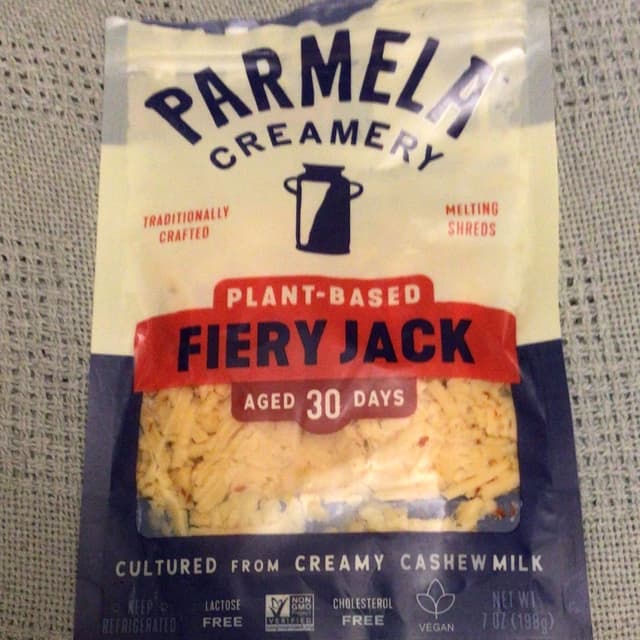 PARMELA
CREAMERY
TRADITIONALLY
CRAFTED
MELTING
SHREDS
PLANT-BASED
FIERY JACK
AGED 30 DAYS
CULTURED FROM CREAMY CASHEW MILK
KEEP
REFRIGERATED
LACTOSE
FREE
NON
GMO
VERIFIED
CHOLESTEROL
FREE
VEGAN
NET WT
7 OZ (198g)